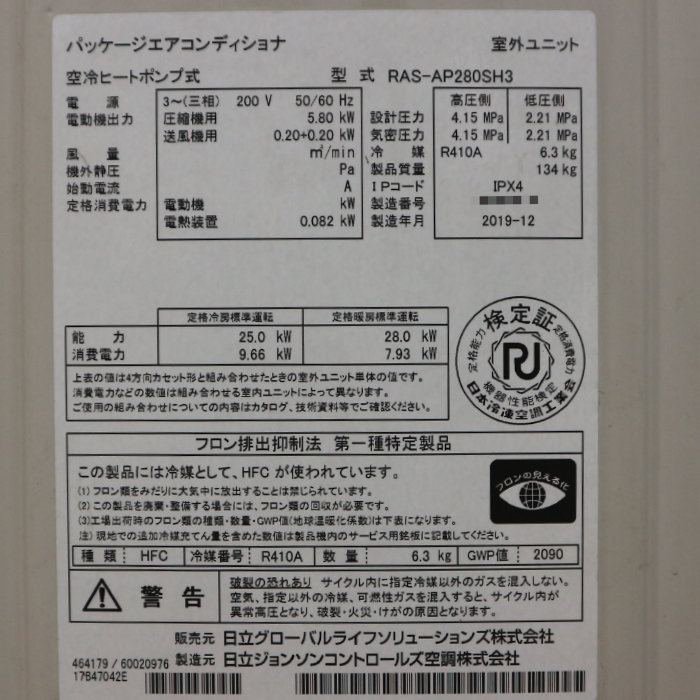 パッケージエアコンディショナ 室外ユニット
空冷ヒートポンプ式 型 式 RAS-AP280SH3
電 源 3～(三相) 200 V 50/60 Hz 高圧側 低圧側
電動機出力 圧縮機用 5.80 kW 設計圧力 4.15 MPa 2.21 MPa
送風機用 0.20+0.20 kW 気密圧力 4.15 MPa 2.21 MPa
風 量 ㎥/min 冷 媒 R410A 6.3 kg
機外静圧 Pa 製品質量 134 kg
始動電流 A IPコード IPX4
定格消費電力 電動機 kW 製造番号
電熱装置 0.082 kW 製造年月 2019-12
定格冷房標準運転 定格暖房標準運転
能 力 25.0 kW 28.0 kW
消費電力 9.66 kW 7.93 kW
上表の値は4方向カセット形と組み合わせたときの室外ユニット単体の値です。
消費電力などの数値は組み合わせる室内ユニットによって異なります。
ご使用の組み合わせについての内容はカタログ、技術資料等でご確認ください。
検定証
定格能力
定格消費電力
機器性能検定
日本冷凍空調工業会
フロン排出抑制法 第一種特定製品
この製品には冷媒として、HFC が使われています。
(1)フロン類をみだりに大気中に放出することは禁じられています。
(2)この製品を廃棄・整備する場合には、フロン類の回収が必要です。
(3)工場出荷時のフロン類の種類・数量・GWP値(地球温暖化係数)は下表になります。
注)現地での追加冷媒充てん量を含めた数値は製品機内のサービス用銘板に記載してください。
フロンの見える化
種 類 HFC 冷媒番号 R410A 数 量 6.3 kg GWP値 2090
警 告
破裂の恐れあり サイクル内に指定冷媒以外のガスを混入しない。
空気、指定以外の冷媒、可燃性ガスを混入すると、サイクル内が
異常高圧となり、破裂・火災・けがの原因となります。
販売元 日立グローバルライフソリューションズ株式会社
464179 / 60020976 製造元 日立ジョンソンコントロールズ空調株式会社
17B47042E